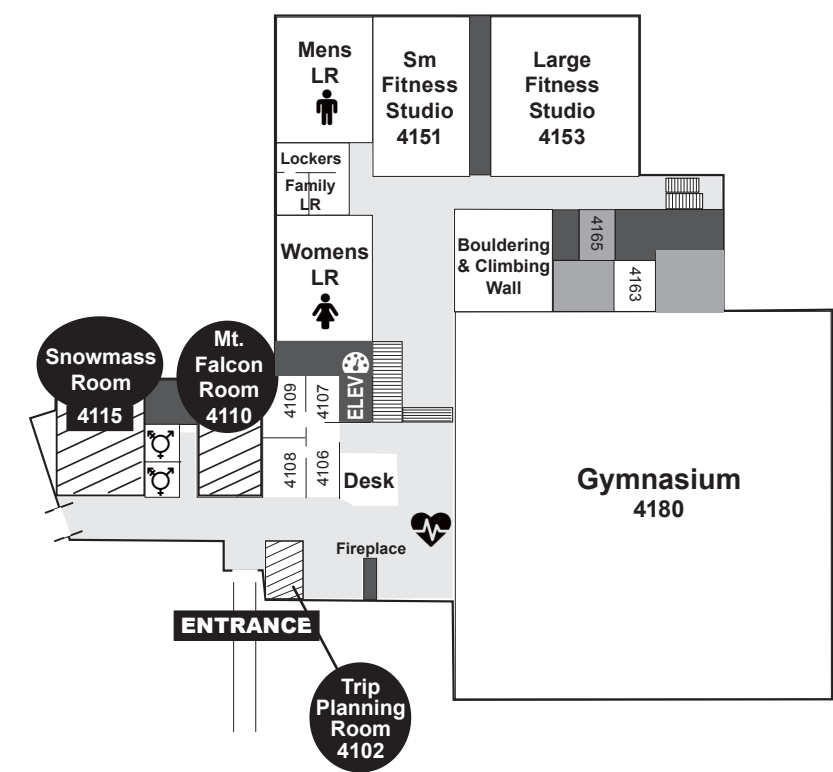 Mens
LR
Sm
Fitness
Studio
4151
Large
Fitness
Studio
4153
Lockers
Family
LR
Womens
LR
Bouldering
& Climbing
Wall
4165
4163
Snowmass
Room
4115
Mt.
Falcon
Room
4110
4109
4107
ELEV
4108
4106
Desk
Gymnasium
4180
Fireplace
ENTRANCE
Trip
Planning
Room
4102